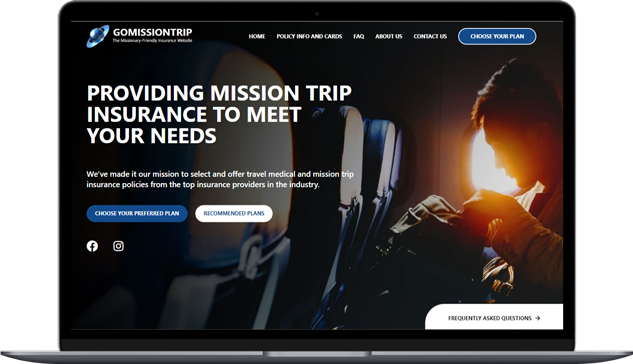 GOMISSIONTRIP
The Missionary-Friendly Insurance Website
HOME POLICY INFO AND CARDS FAQ ABOUT US CONTACT US CHOOSE YOUR PLAN
PROVIDING MISSION TRIP
INSURANCE TO MEET
YOUR NEEDS
We've made it our mission to select and offer travel medical and mission trip
insurance policies from the top insurance providers in the industry.
CHOOSE YOUR PREFERRED PLAN RECOMMENDED PLANS
FREQUENTLY ASKED QUESTIONS →